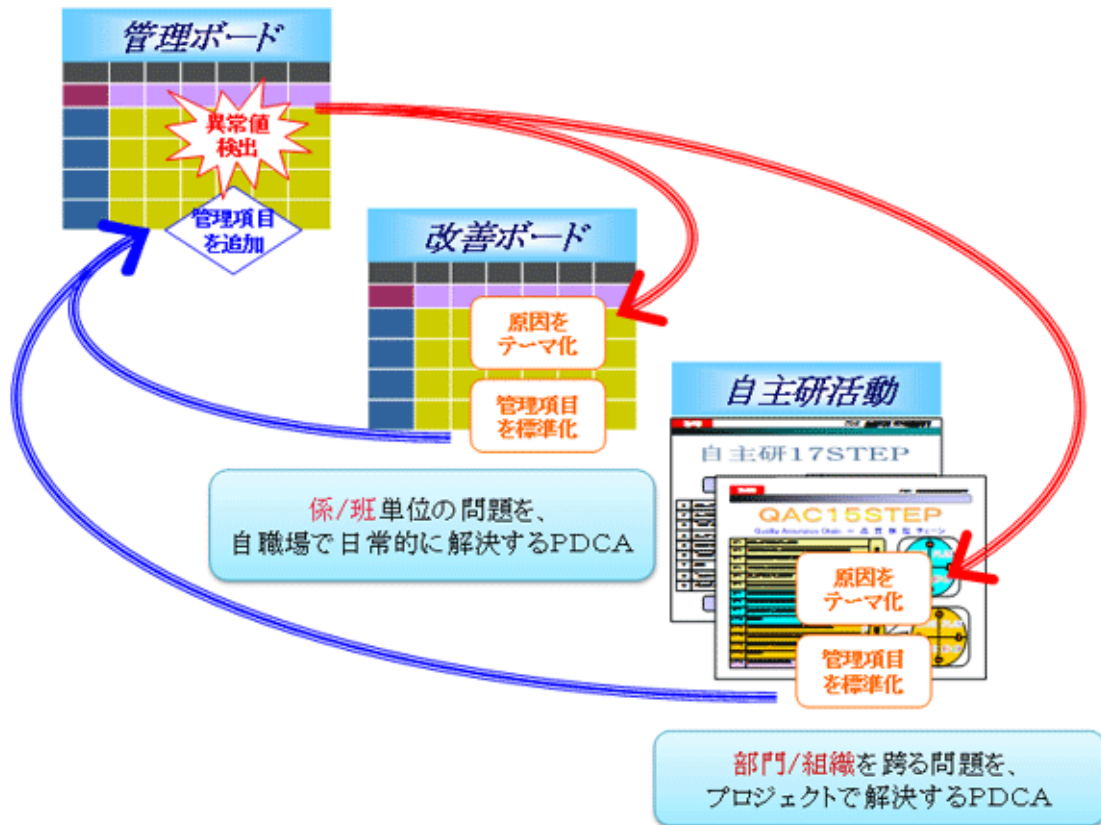 管理ボード
異常値
検出
管理項目
を追加
改善ボード
原因を
テーマ化
管理項目
を標準化
係/班単位の問題を、
自職場で日常的に解決するPDCA
自主研活動
自主研17STEP
QAC15STEP
Quality Assurance Chain
原因を
テーマ化
管理項目
を標準化
部門/組織を跨る問題を、
プロジェクトで解決するPDCA